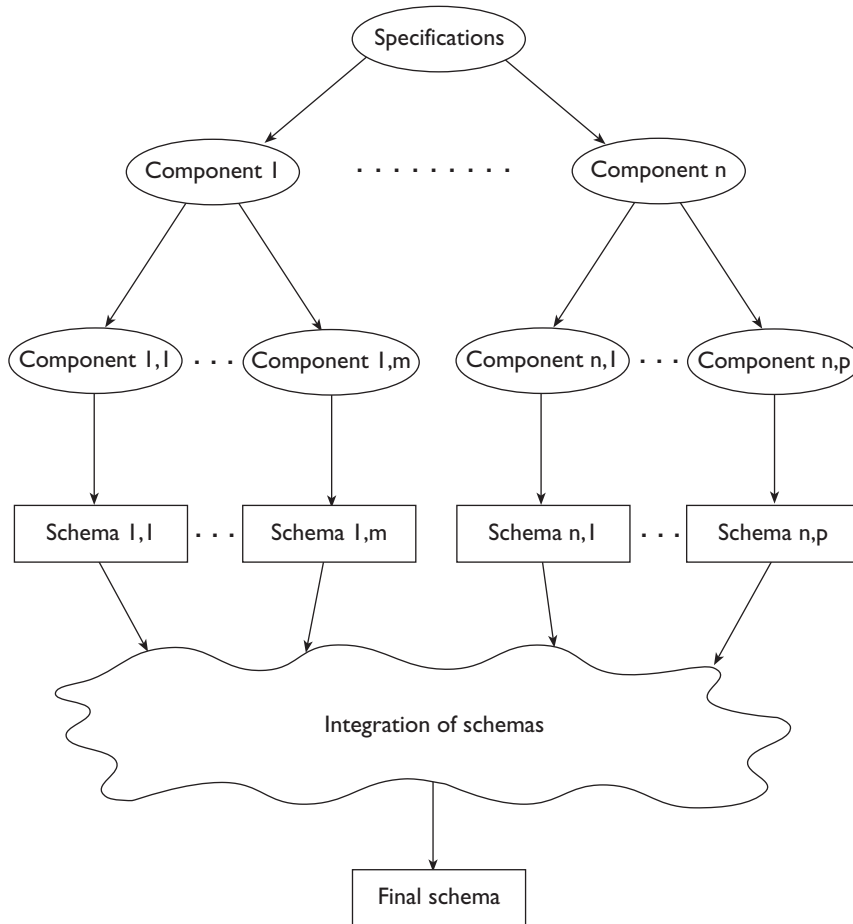 Specifications
Component 1 . . . . . . . . . Component n
Component 1,1 . . . Component 1,m Component n,1 . . . Component n,p
Schema 1,1 . . . Schema 1,m Schema n,1 . . . Schema n,p
Integration of schemas
Final schema